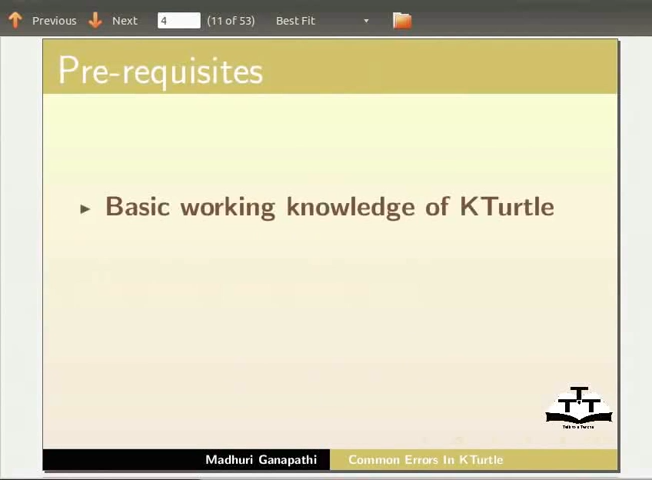 Previous Next 4 (11 of 53) Best Fit
Pre-requisites
Basic working knowledge of KTurtle
Madhuri Ganapathi Common Errors In KTurtle